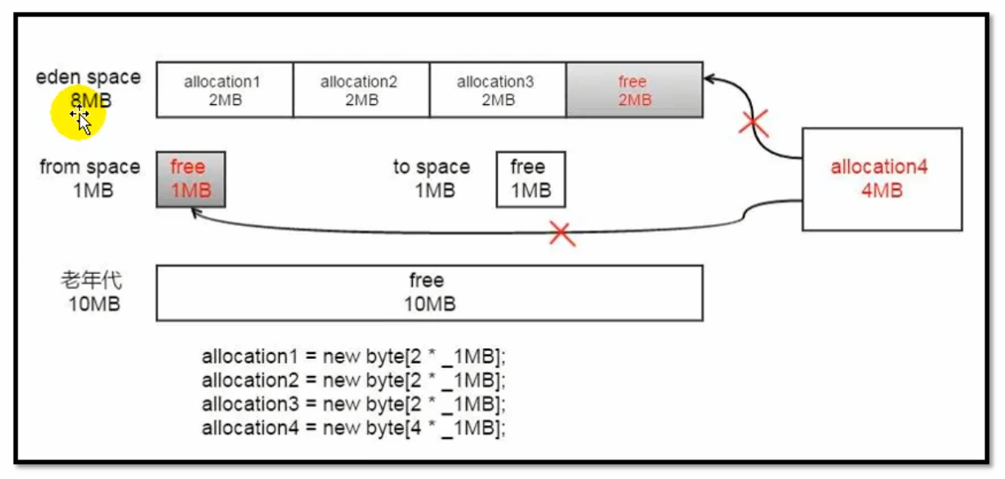 eden space
8MB
allocation1
2MB
allocation2
2MB
allocation3
2MB
free
2MB
from space
1MB
free
1MB
to space
1MB
free
1MB
allocation4
4MB
老年代
10MB
free
10MB
allocation1 = new byte[2 * _1MB];
allocation2 = new byte[2 * _1MB];
allocation3 = new byte[2 * _1MB];
allocation4 = new byte[4 * _1MB];